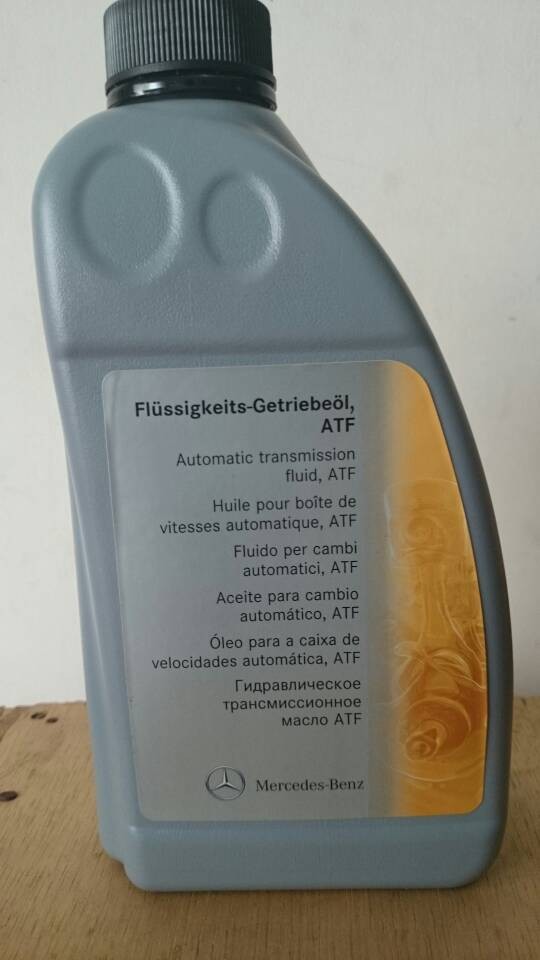 Flüssigkeits-Getriebeöl,
ATF
Automatic transmission
fluid, ATF
Huile pour boîte de
vitesses automatique, ATF
Fluido per cambi
automatici, ATF
Aceite para cambio
automático, ATF
Óleo para a caixa de
velocidades automática, ATF
Гидравлическое
трансмиссионное
масло ATF
Mercedes-Benz